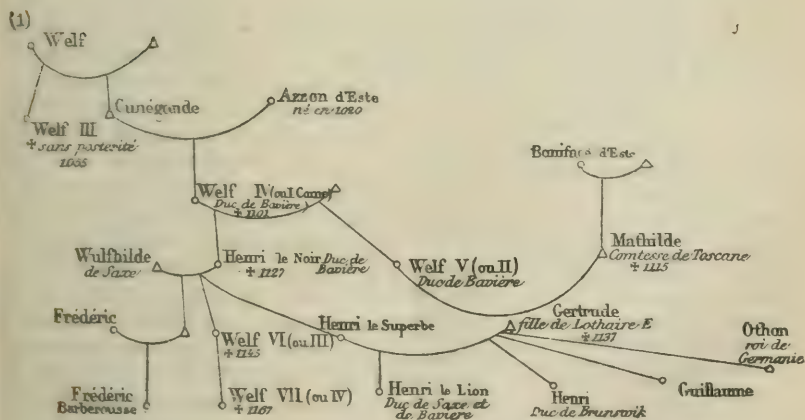 (1)
Welf
Cunégonde
Azzon d'Este
né en 1020
Welf III
✝ sans postérité
1055
Boniface d'Este
Welf IV (ou I Came)
Duc de Bavière
✝ 1101
Wulfhilde
de Saxe
Henri le Noir Duc de
Bavière
✝ 1127
Welf V (ou II)
Duc de Bavière
Mathilde
Comtesse de Toscane
✝ 1115
Frédéric
Welf VI (ou III)
✝ 1143
Henri le Superbe
Gertrude
fille de Lothaire E
✝ 1137
Othon
roi de
Germanie
Frédéric
Barberousse
Welf VII (ou IV)
✝ 1167
Henri le Lion
Duc de Saxe et
de Bavière
Henri
Duc de Brunswik
Guillaume